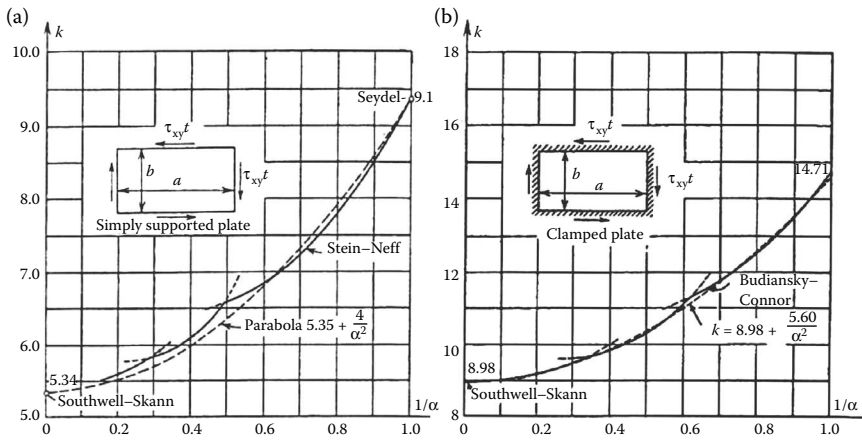 (a)
k
10.0
9.0
8.0
7.0
6.0
5.0
Seydel- 9.1
τxyt
b
a
τxyt
Simply supported plate
Stein–Neff
Parabola 5.35 + 4/α²
5.34
Southwell–Skann
0
0.2
0.4
0.6
0.8
1.0
1/α
(b)
k
18
16
15
14
12
10
9
8
14.71
τxyt
b
a
τxyt
Clamped plate
Budiansky–
Connor
k = 8.98 + 5.60/α²
8.98
Southwell–Skann
0
0.2
0.4
0.6
0.8
1.0
1/α